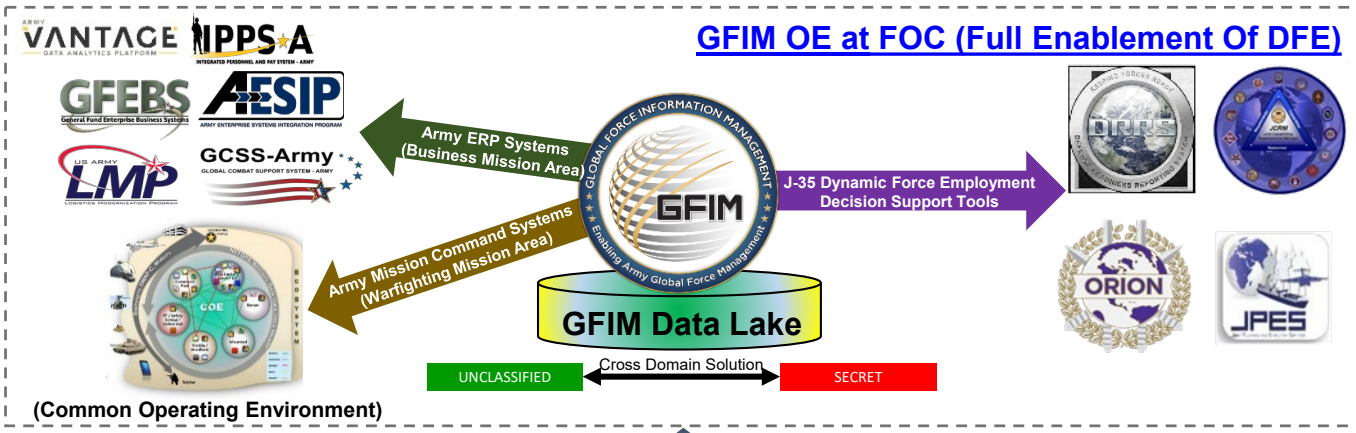 ARMY
VANTAGE
DATA ANALYTICS PLATFORM
IPPS★A
INTEGRATED PERSONNEL AND PAY SYSTEM - ARMY
GFIM OE at FOC (Full Enablement Of DFE)
GFEBS
General Fund Enterprise Business Systems
AESIP
ARMY ENTERPRISE SYSTEMS INTEGRATION PROGRAM
US ARMY
LMP
LOGISTICS MODERNIZATION PROGRAM
GCSS-Army
GLOBAL COMBAT SUPPORT SYSTEM - ARMY
Army ERP Systems
(Business Mission Area)
Army Mission Command Systems
(Warfighting Mission Area)
GLOBAL FORCE INFORMATION MANAGEMENT
GFIM
Enabling Army Global Force Management
J-35 Dynamic Force Employment
Decision Support Tools
DRRS
JCRM
ORION
JPES
COE
ECOSYSTEM
GFIM Data Lake
UNCLASSIFIED
Cross Domain Solution
SECRET
(Common Operating Environment)